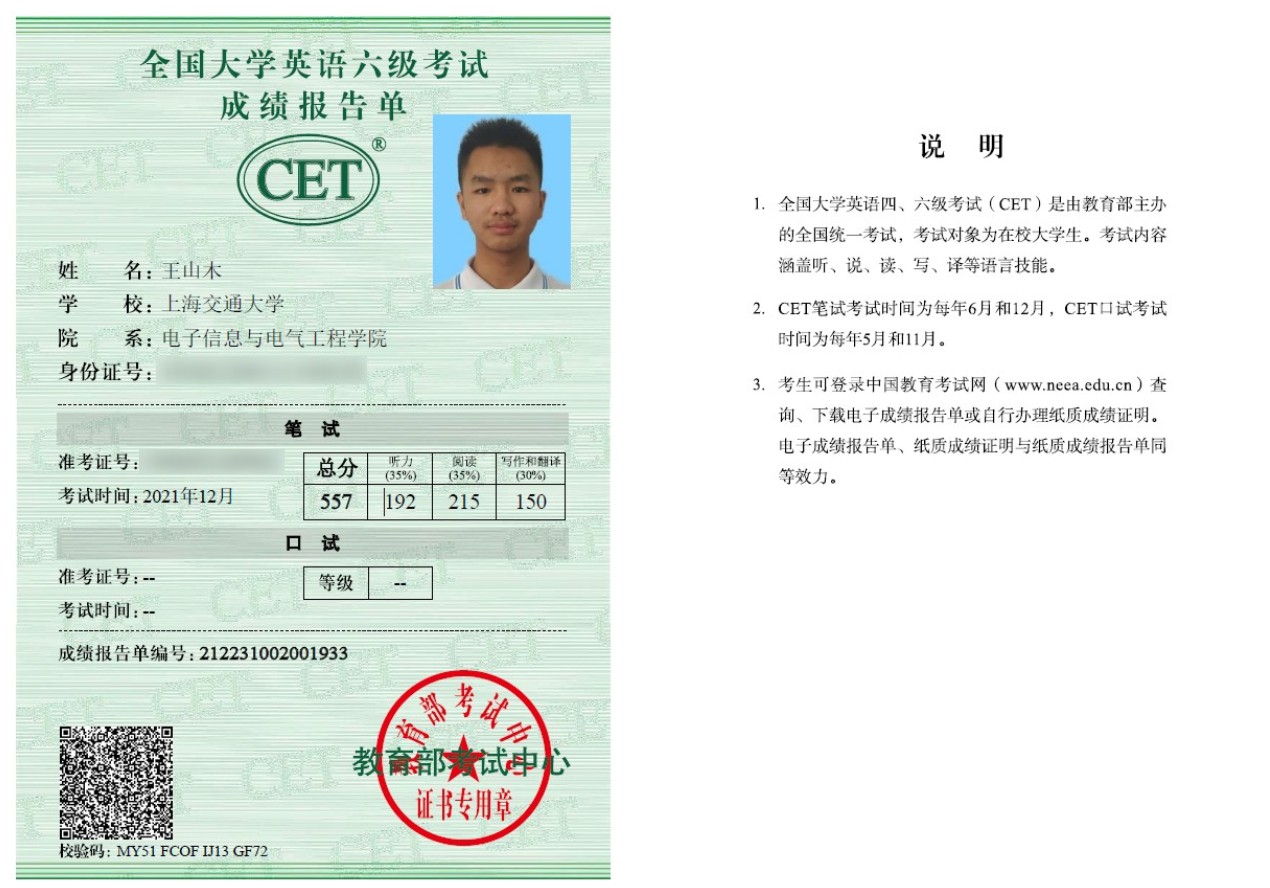 全国大学英语六级考试
成绩报告单
CET®
姓 名：王山木
学 校：上海交通大学
院 系：电子信息与电气工程学院
身份证号：
笔 试
准考证号：
考试时间：2021年12月
总分 听力(35%) 阅读(35%) 写作和翻译(30%)
557 192 215 150
口 试
准考证号：--
等级 --
考试时间：--
成绩报告单编号：212231002001933
教育部考试中心
教育部考试中心
证书专用章
校验码：MY51 FCOF IJ13 GF72
说 明
1. 全国大学英语四、六级考试（CET）是由教育部主办
的全国统一考试，考试对象为在校大学生。考试内容
涵盖听、说、读、写、译等语言技能。
2. CET笔试考试时间为每年6月和12月，CET口试考试
时间为每年5月和11月。
3. 考生可登录中国教育考试网（www.neea.edu.cn）查
询、下载电子成绩报告单或自行办理纸质成绩证明。
电子成绩报告单、纸质成绩证明与纸质成绩报告单同
等效力。